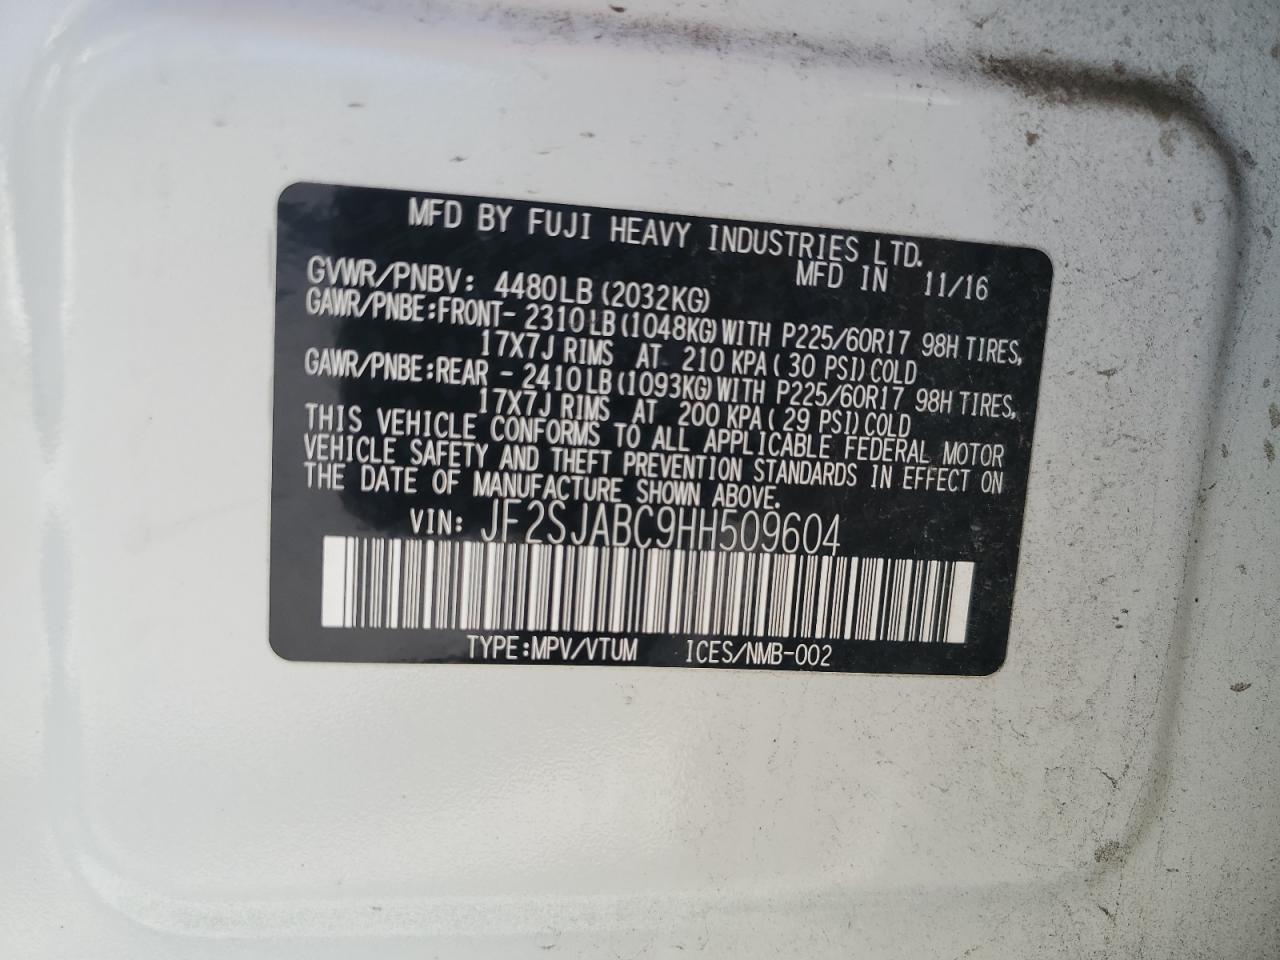 MFD BY FUJI HEAVY INDUSTRIES LTD.
MFD IN 11/16
GVWR/PNBV: 4480LB (2032KG)
GAWR/PNBE:FRONT- 2310LB(1048KG)WITH P225/60R17 98H TIRES,
17X7J RIMS AT 210 KPA(30 PSI)COLD
GAWR/PNBE:REAR - 2410LB(1093KG)WITH P225/60R17 98H TIRES,
17X7J RIMS AT 200 KPA(29 PSI)COLD
THIS VEHICLE CONFORMS TO ALL APPLICABLE FEDERAL MOTOR
VEHICLE SAFETY AND THEFT PREVENTION STANDARDS IN EFFECT ON
THE DATE OF MANUFACTURE SHOWN ABOVE.
VIN: JF2SJABC9HH509604
TYPE:MPV/VTUM ICES/NMB-002